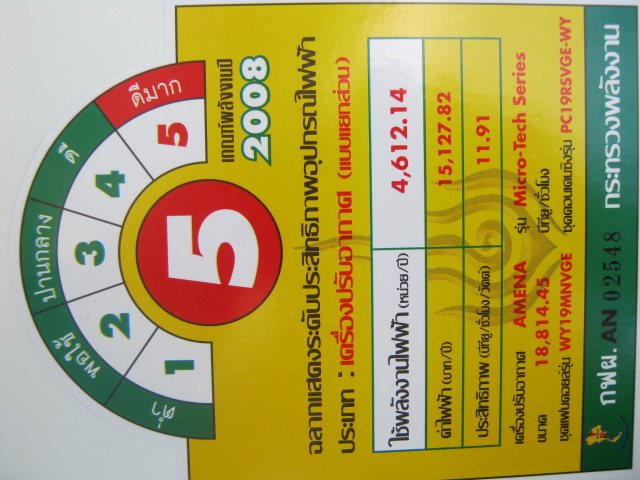 ต่ำ
พอใช้
ปานกลาง
ดี
ดีมาก
1
2
3
4
5
5
เกณฑ์พลังงานปี
2008
ฉลากแสดงระดับประสิทธิภาพอุปกรณ์ไฟฟ้า
ประเภท : เครื่องปรับอากาศ (แบบแยกส่วน)
ใช้พลังงานไฟฟ้า (หน่วย/ปี) 4,612.14
ค่าไฟฟ้า (บาท/ปี) 15,127.82
ประสิทธิภาพ (บีทียู/ชั่วโมง/วัตต์) 11.91
เครื่องปรับอากาศ AMENA รุ่น Micro-Tech Series
ขนาด 18,814.45 บีทียู/ชั่วโมง
ชุดแฟนคอยล์รุ่น WY19MNVGE ชุดคอนเดนซิ่งรุ่น PC19RSVGE-WY
กฟผ. AN 02548 กระทรวงพลังงาน